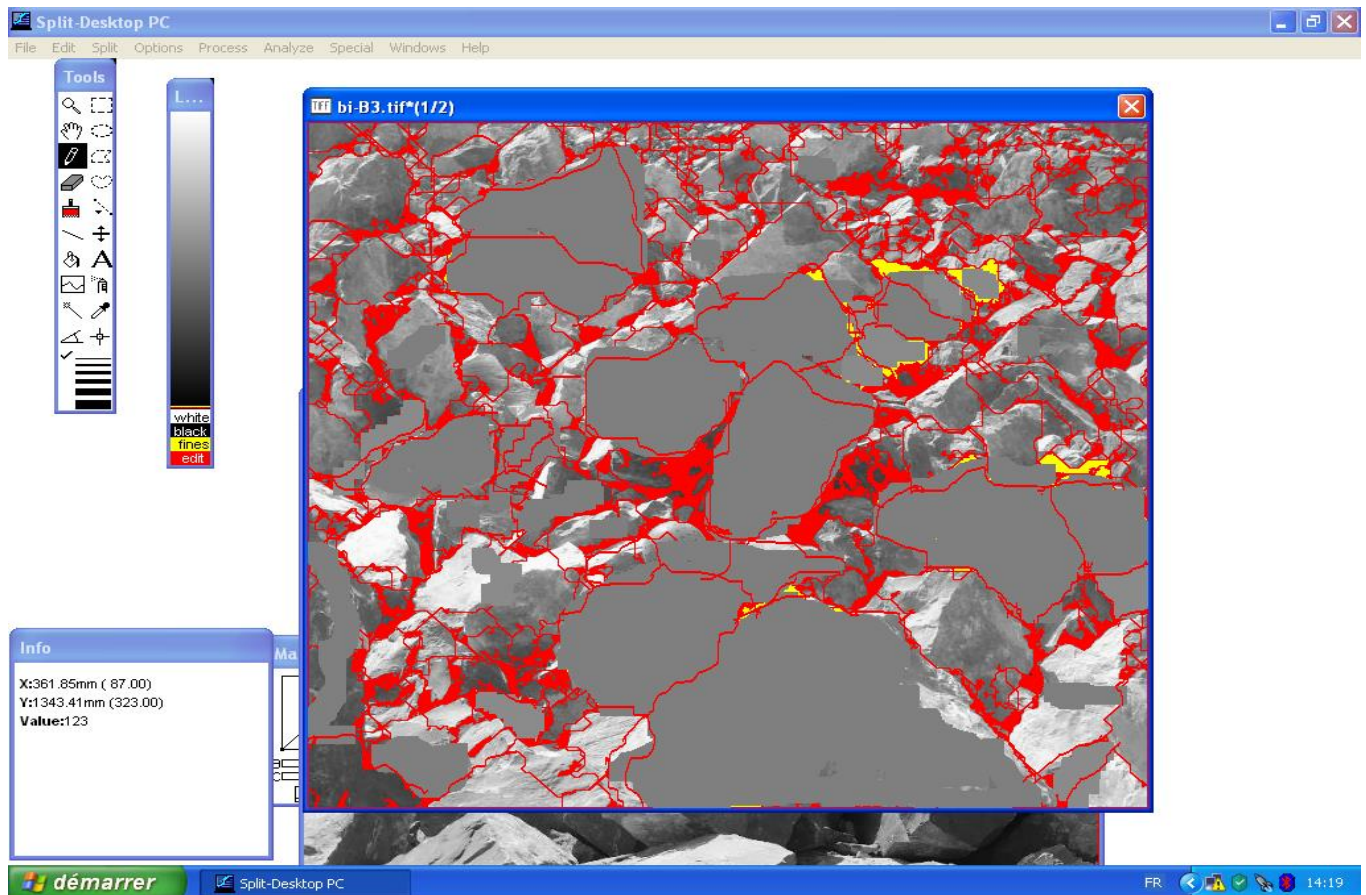 Split-Desktop PC
File Edit Split Options Process Analyze Special Windows Help
Tools
L...
TIFF bi-B3.tif*(1/2)
A
white
black
fines
edit
Info
X:361.85mm ( 87.00)
Y:1343.41mm (323.00)
Value:123
Ma
démarrer
Split-Desktop PC
FR
14:19